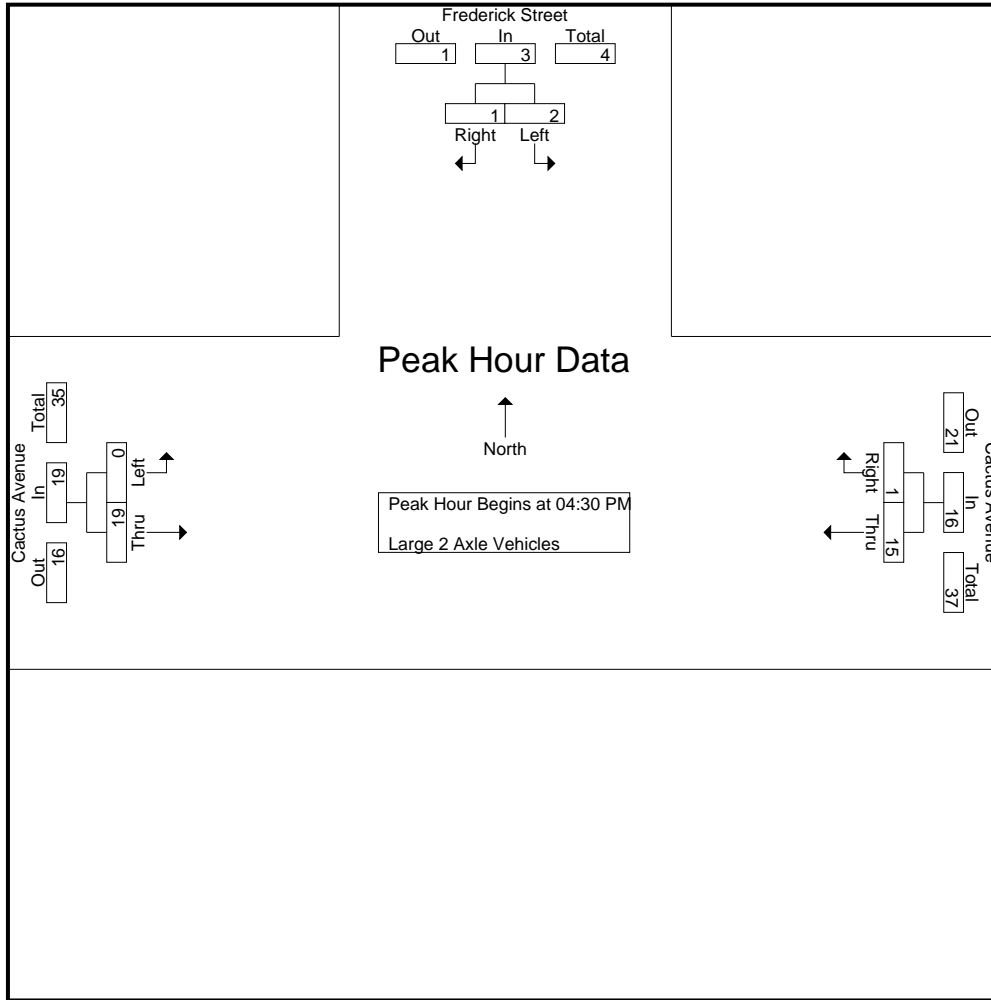 Frederick Street
Out In Total
1 3 4
1 2
Right Left
Peak Hour Data
North
Peak Hour Begins at 04:30 PM
Large 2 Axle Vehicles
Cactus Avenue
Total In Out
35 19 16
0 19
Left Thru
Cactus Avenue
Out In Total
21 16 37
1 15
Right Thru